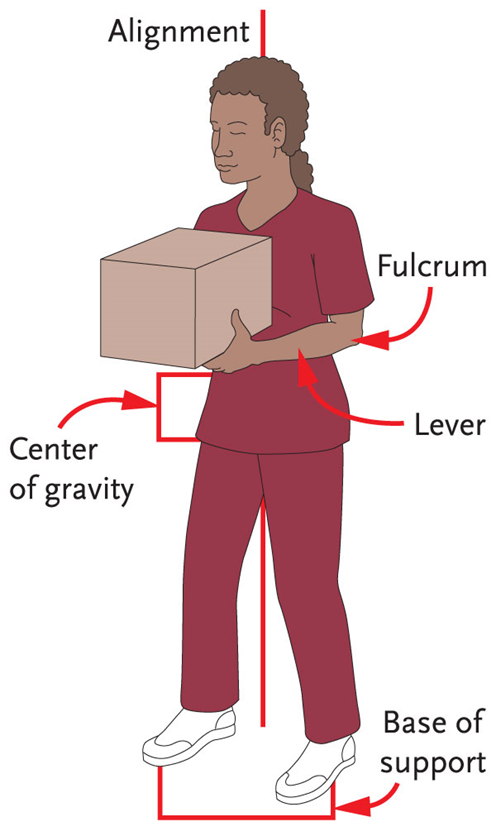 Alignment
Fulcrum
Lever
Center
of gravity
Base of
support